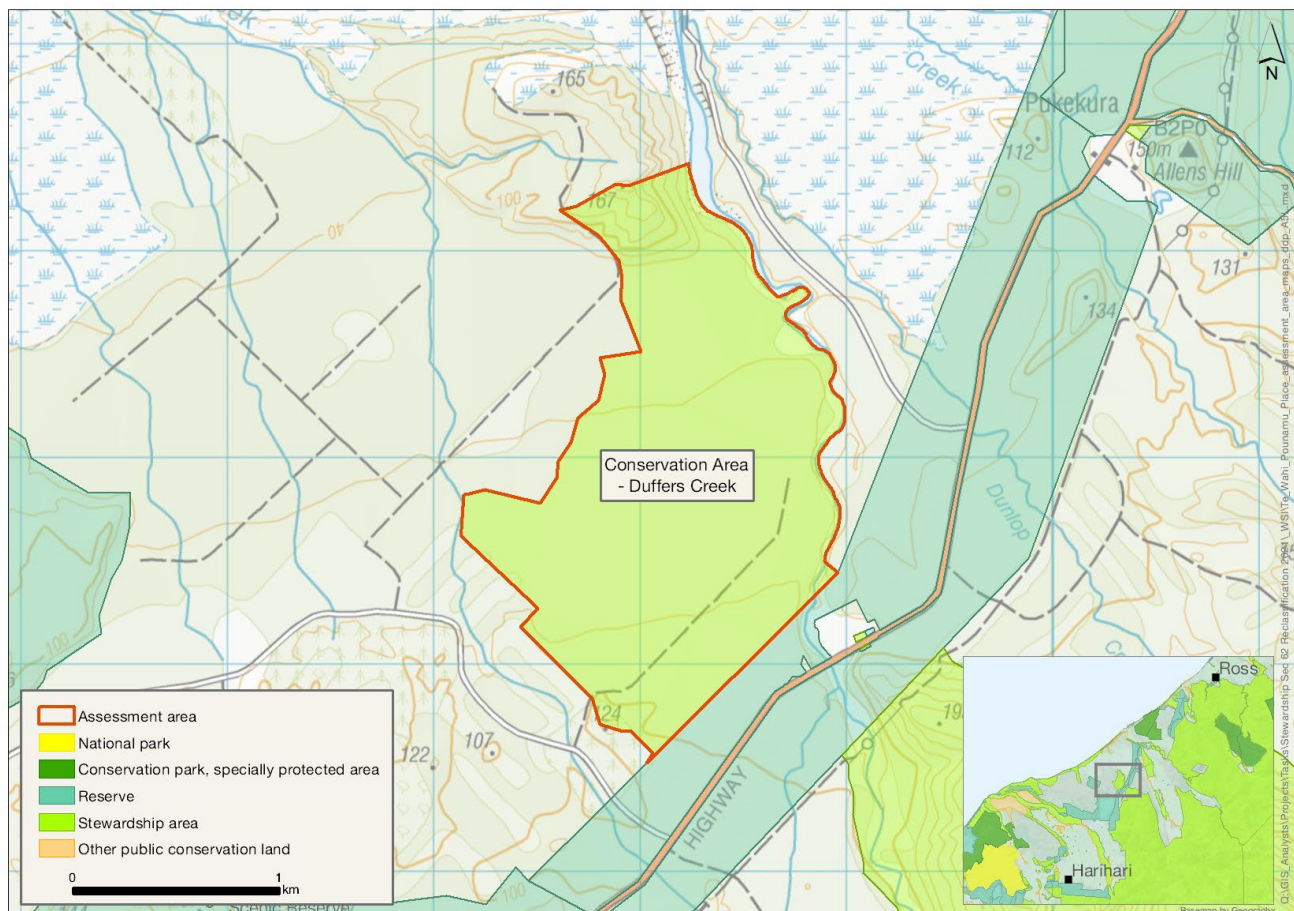 165
Creek
N
Pukekura
B2P0
112
150m
Allens Hill
167
100
40
131
134
Conservation Area
- Duffers Creek
Dunlop
100
124
122
107
HIGHWAY
100
Assessment area
National park
Conservation park, specially protected area
Reserve
Stewardship area
Other public conservation land
0
1
km
Scenic Reserve
Ross
Harihari